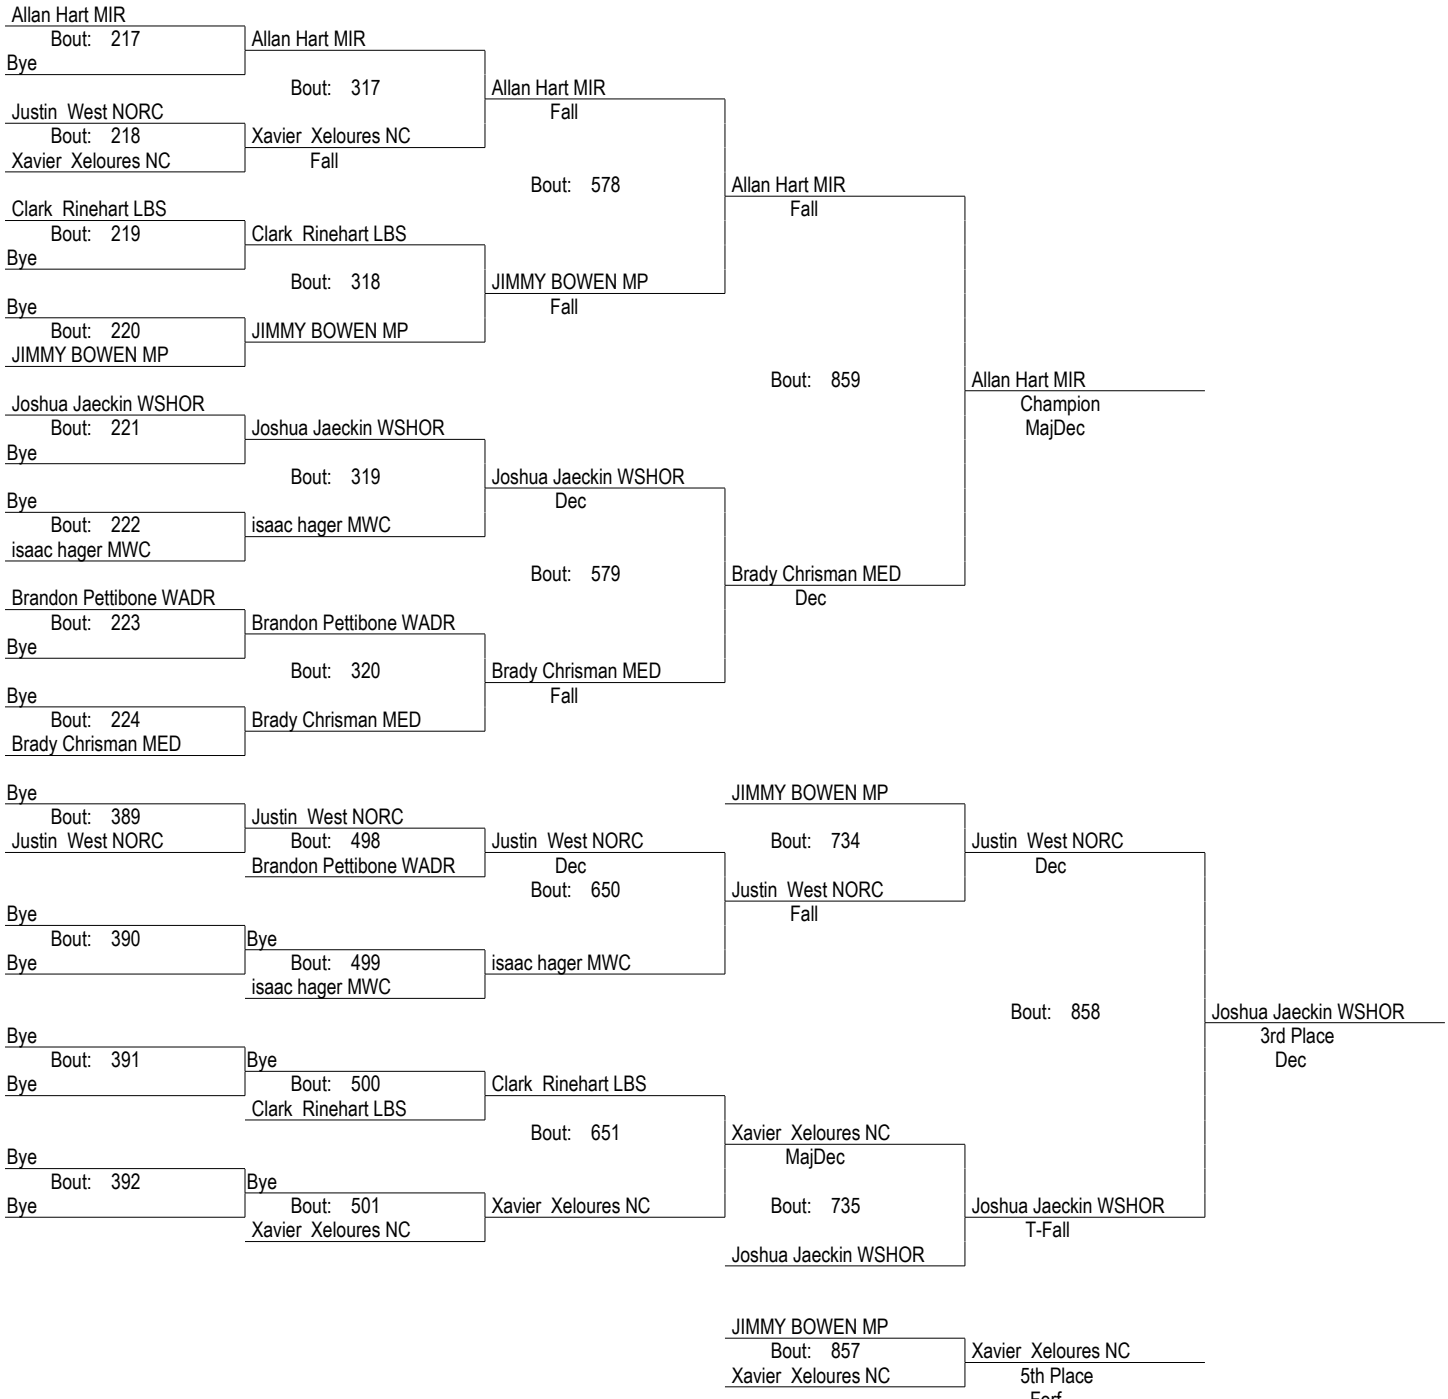 Allan Hart MIR
Bout: 217
Bye
Allan Hart MIR
Bout: 317
Justin West NORC
Bout: 218
Xavier Xeloures NC
Xavier Xeloures NC
Fall
Allan Hart MIR
Fall
Bout: 578
Clark Rinehart LBS
Bout: 219
Bye
Clark Rinehart LBS
Bout: 318
Bye
Bout: 220
JIMMY BOWEN MP
JIMMY BOWEN MP
JIMMY BOWEN MP
Fall
Allan Hart MIR
Fall
Bout: 859
Joshua Jaeckin WSHOR
Bout: 221
Bye
Joshua Jaeckin WSHOR
Bout: 319
Bye
Bout: 222
isaac hager MWC
isaac hager MWC
Joshua Jaeckin WSHOR
Dec
Bout: 579
Brandon Pettibone WADR
Bout: 223
Bye
Brandon Pettibone WADR
Bout: 320
Bye
Bout: 224
Brady Chrisman MED
Brady Chrisman MED
Brady Chrisman MED
Fall
Brady Chrisman MED
Dec
Allan Hart MIR
Champion
MajDec
Bye
Bout: 389
Justin West NORC
Justin West NORC
Bout: 498
Brandon Pettibone WADR
Justin West NORC
Dec
Bout: 650
Bye
Bout: 390
Bye
Bye
Bout: 499
isaac hager MWC
isaac hager MWC
JIMMY BOWEN MP
Bout: 734
Justin West NORC
Fall
Justin West NORC
Dec
Bout: 858
Bye
Bout: 391
Bye
Bye
Bout: 500
Clark Rinehart LBS
Clark Rinehart LBS
Bout: 651
Bye
Bout: 392
Bye
Bye
Bout: 501
Xavier Xeloures NC
Xavier Xeloures NC
Xavier Xeloures NC
MajDec
Bout: 735
Joshua Jaeckin WSHOR
Joshua Jaeckin WSHOR
T-Fall
Joshua Jaeckin WSHOR
3rd Place
Dec
JIMMY BOWEN MP
Bout: 857
Xavier Xeloures NC
Xavier Xeloures NC
5th Place
Forf